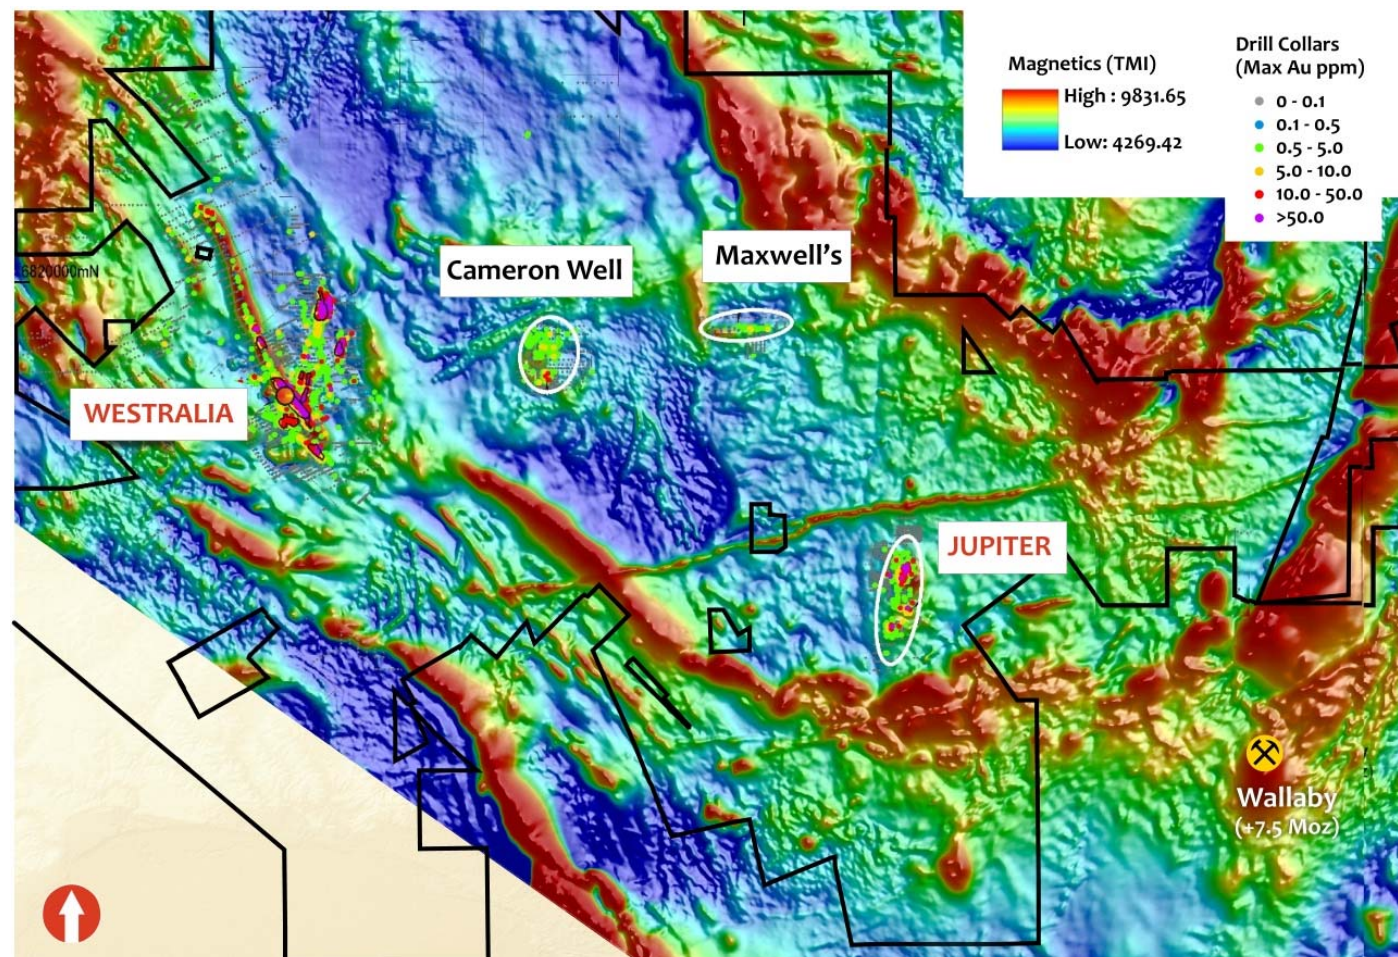 Magnetics (TMI)
High : 9831.65
Low: 4269.42
Drill Collars
(Max Au ppm)
0 - 0.1
0.1 - 0.5
0.5 - 5.0
5.0 - 10.0
10.0 - 50.0
>50.0
Maxwell's
Cameron Well
6820000mN
WESTRALIA
JUPITER
Wallaby
(+7.5 Moz)